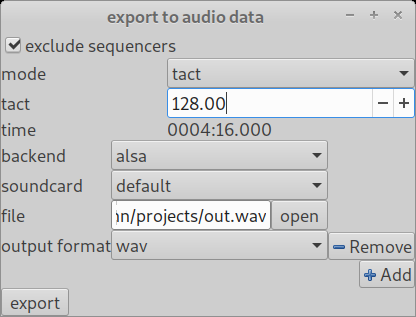 export to audio data
exclude sequencers
mode tact
tact 128.00
time 0004:16.000
backend alsa
soundcard default
file nn/projects/out.wav open
output format wav Remove
Add
export